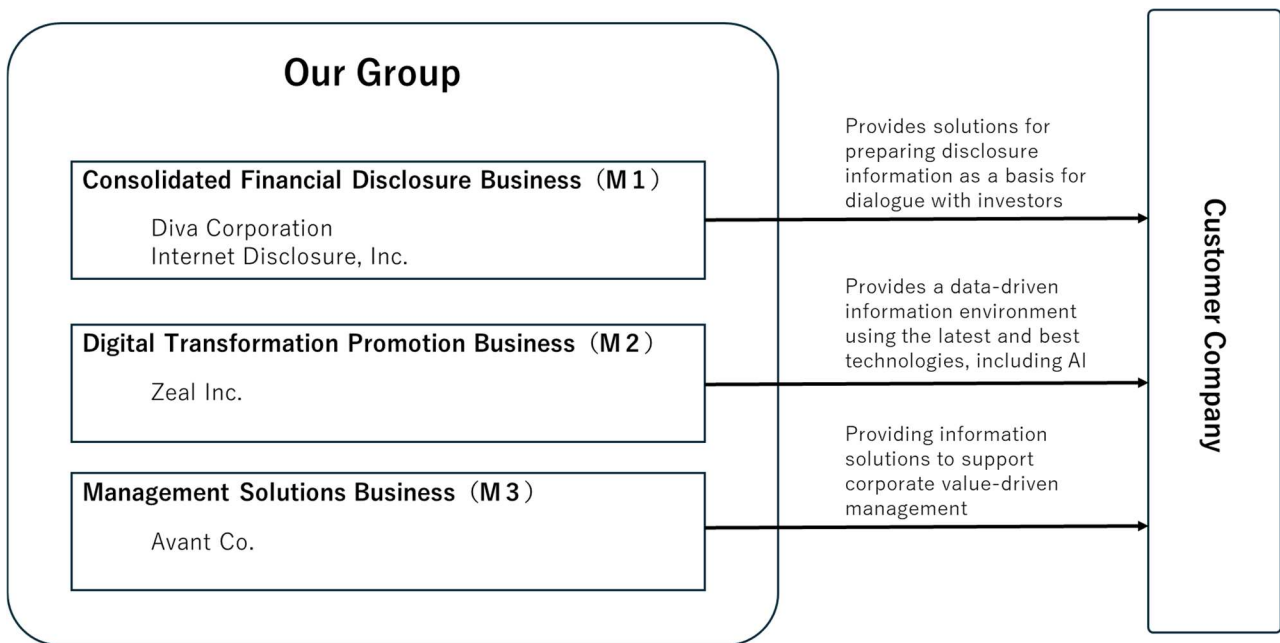 Our Group
Consolidated Financial Disclosure Business（M1）
Diva Corporation
Internet Disclosure, Inc.
Provides solutions for
preparing disclosure
information as a basis for
dialogue with investors
Digital Transformation Promotion Business（M2）
Zeal Inc.
Provides a data-driven
information environment
using the latest and best
technologies, including AI
Management Solutions Business（M3）
Avant Co.
Providing information
solutions to support
corporate value-driven
management
Customer Company